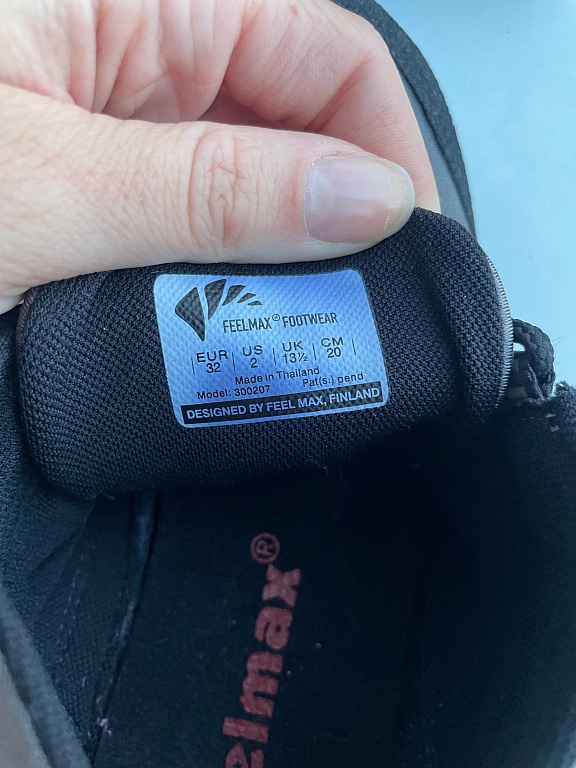 FEELMAX® FOOTWEAR
EUR US UK CM
32 2 13½ 20
Made in Thailand
Model: 300207 Pat(s.) pend
DESIGNED BY FEEL MAX, FINLAND
elmax®